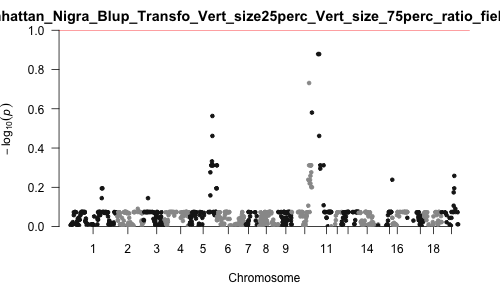 nhattan_Nigra_Blup_Transfo_Vert_size25perc_Vert_size_75perc_ratio_fiel
1.0
0.8
0.6
0.4
0.2
0.0
− log10(p)
1 2 3 4 5 6 7 8 9 11 14 16 18
Chromosome